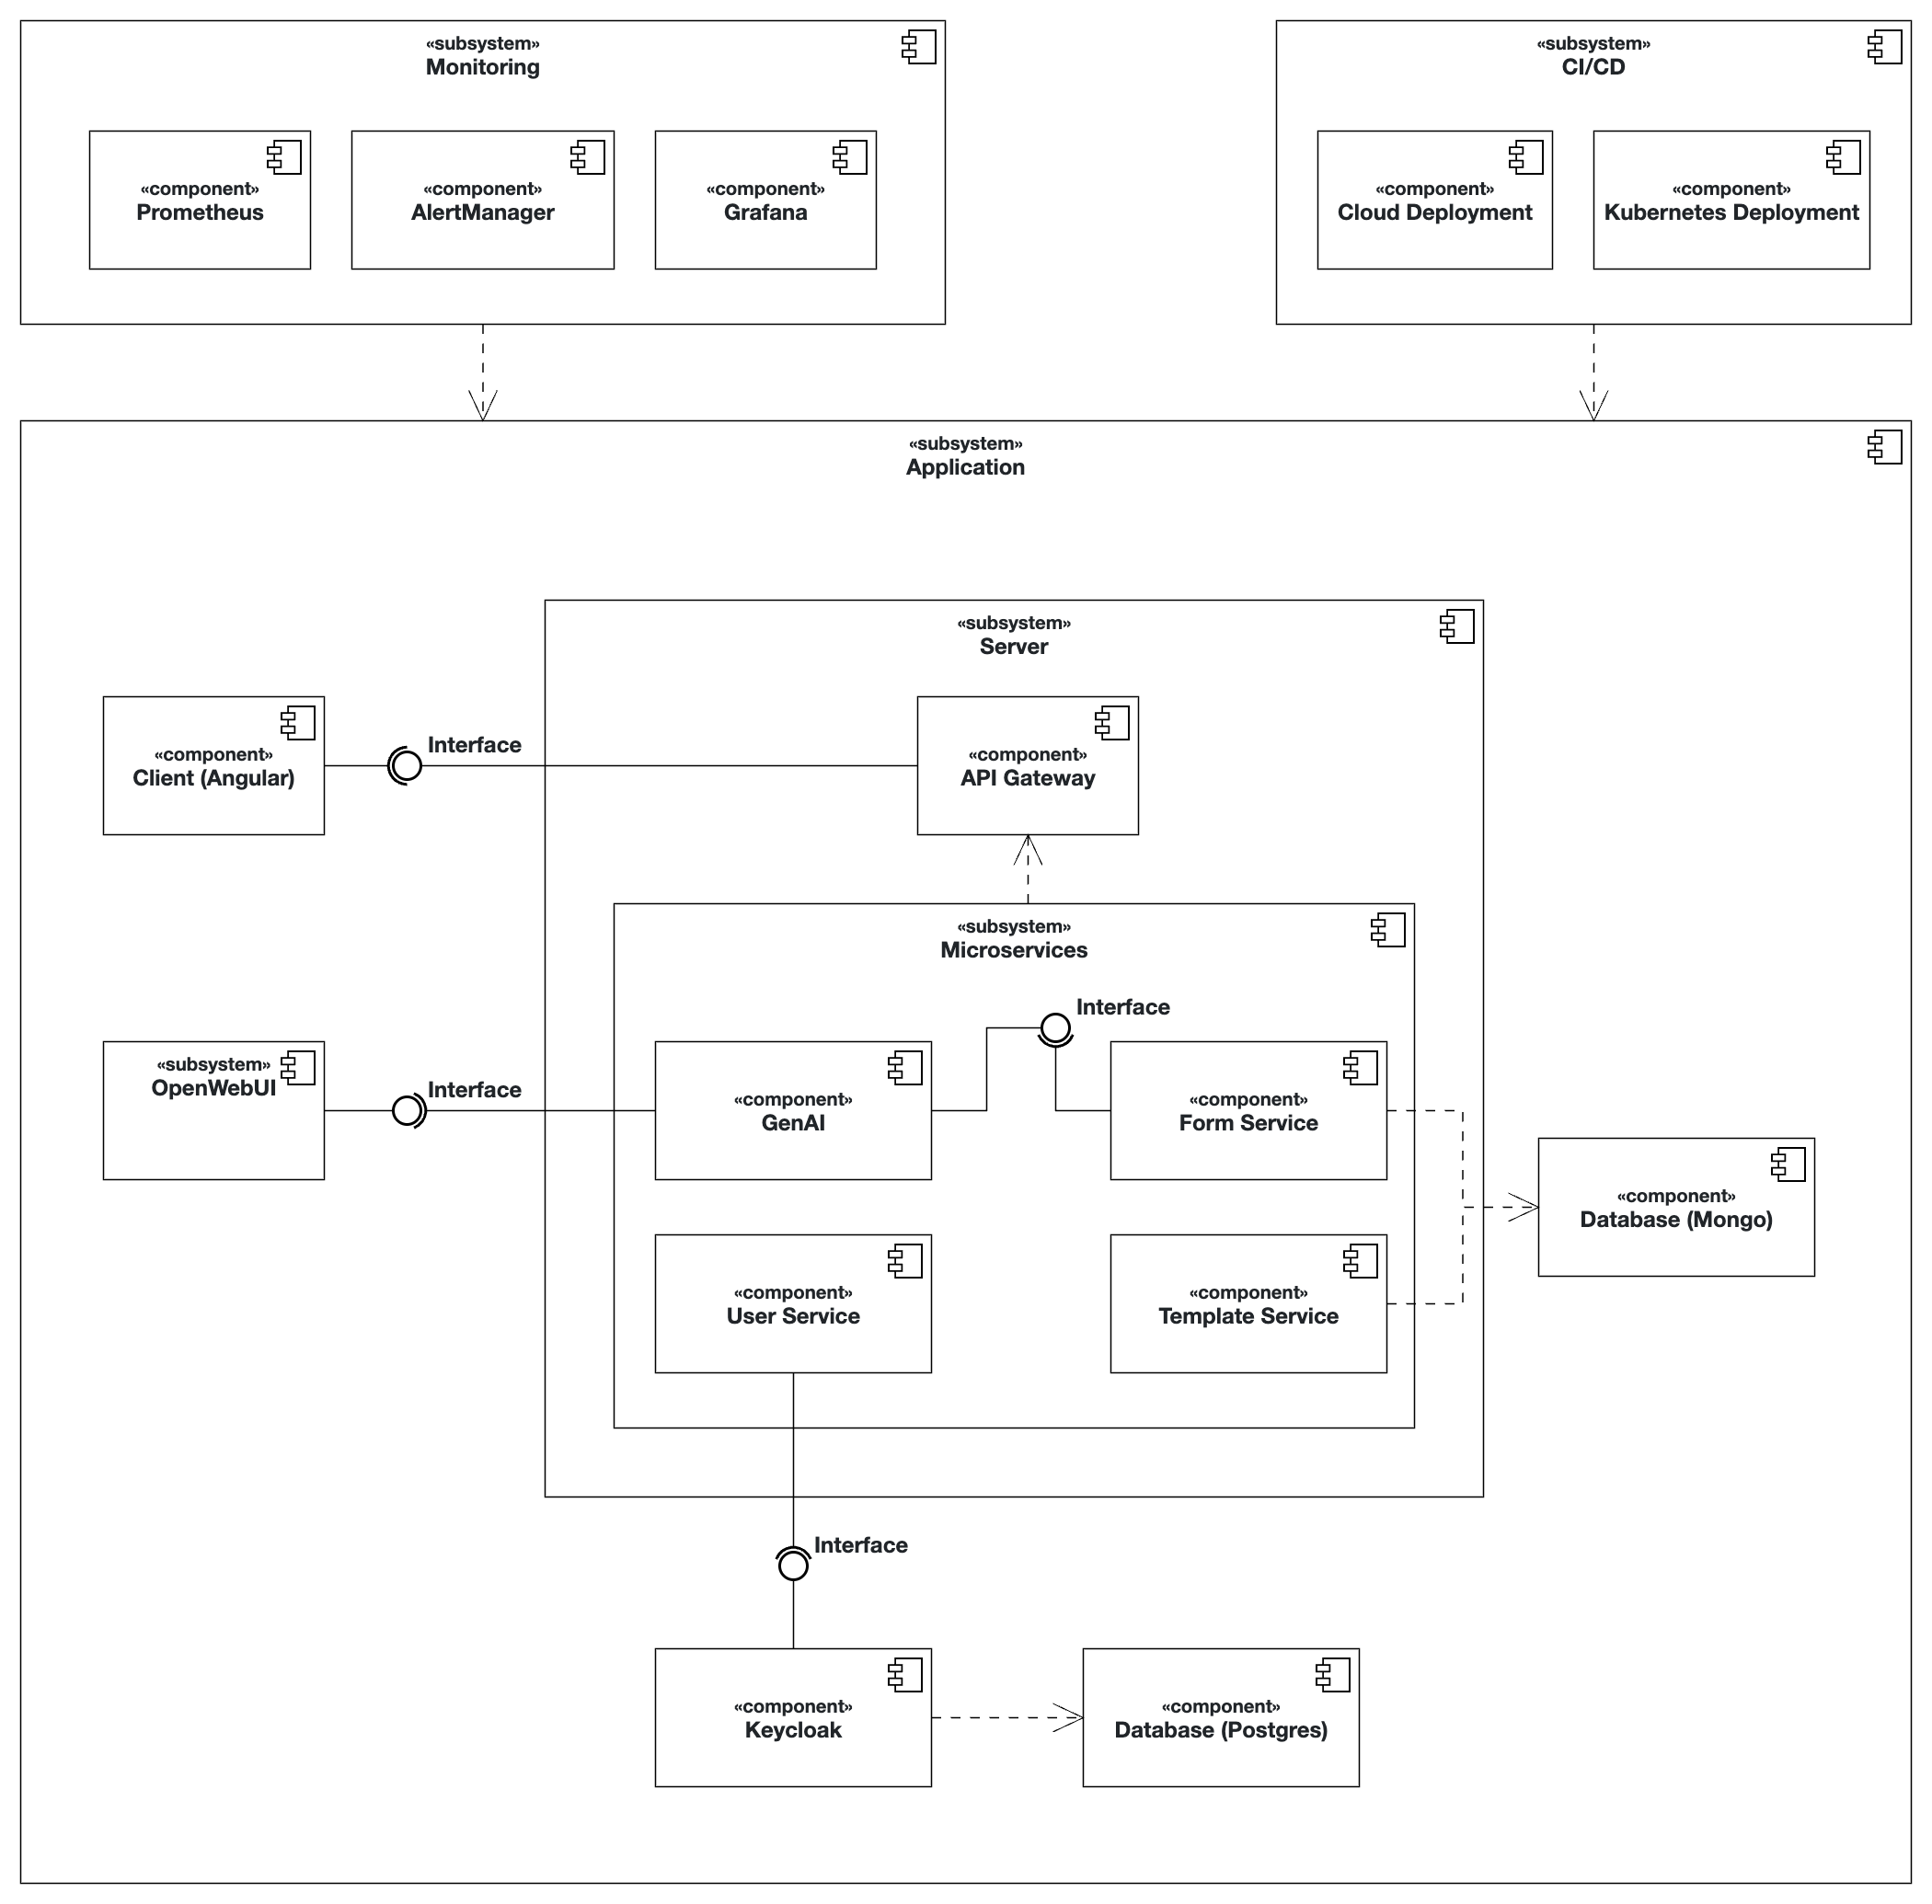 «subsystem»
Monitoring
«component»
Prometheus
«component»
AlertManager
«component»
Grafana
«subsystem»
CI/CD
«component»
Cloud Deployment
«component»
Kubernetes Deployment
«subsystem»
Application
«subsystem»
Server
«component»
Client (Angular)
Interface
«component»
API Gateway
«subsystem»
Microservices
Interface
«subsystem»
OpenWebUI
Interface
«component»
GenAI
«component»
Form Service
«component»
Database (Mongo)
«component»
User Service
«component»
Template Service
Interface
«component»
Keycloak
«component»
Database (Postgres)